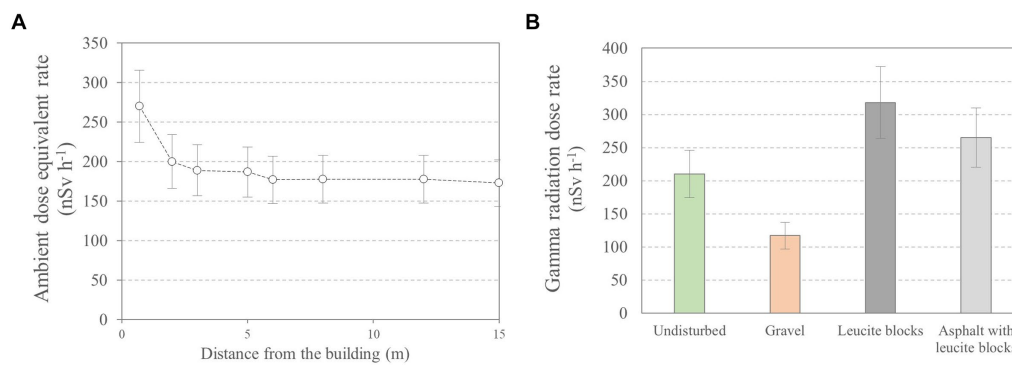 A
350
300
250
200
150
100
50
0
0
5
10
15
Ambient dose equivalent rate
(nSv h-1)
Distance from the building (m)
B
400
350
300
250
200
150
100
50
0
Gamma radiation dose rate
(nSv h-1)
Undisturbed
Gravel
Leucite blocks
Asphalt with
leucite blocks